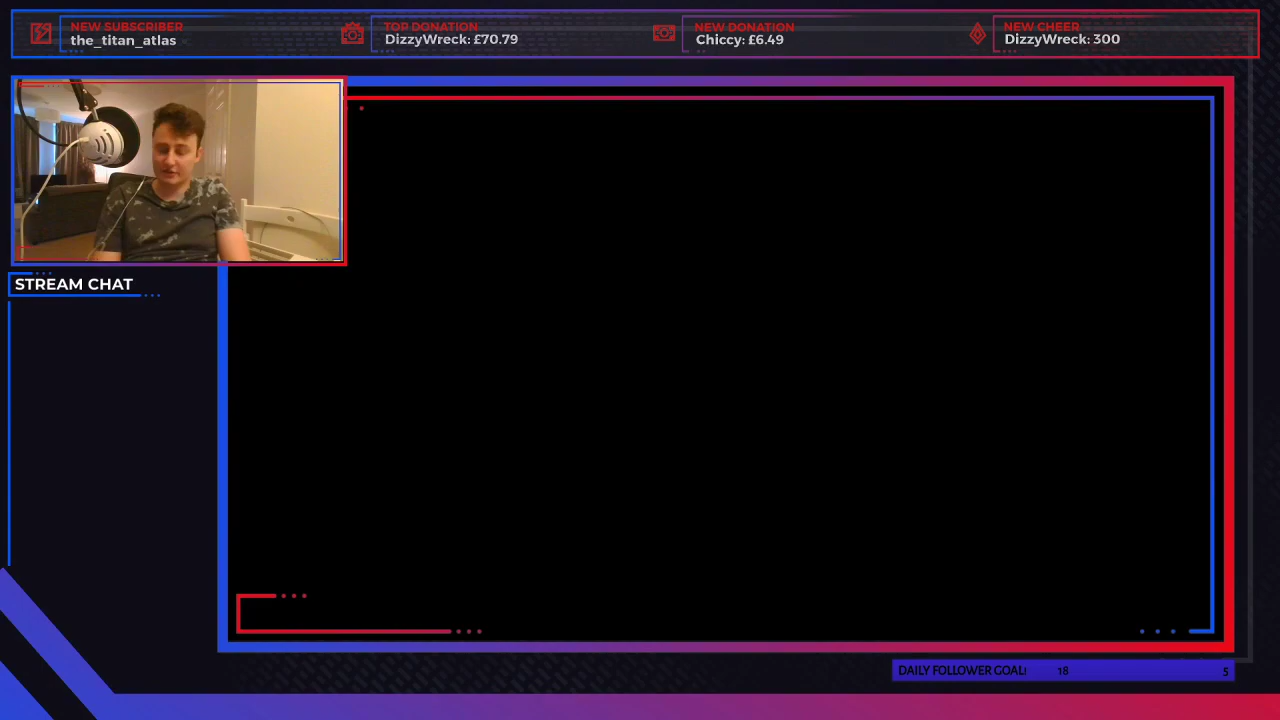 NEW SUBSCRIBER
the_titan_atlas
TOP DONATION
DizzyWreck: £70.79
NEW DONATION
Chiccy: £6.49
NEW CHEER
DizzyWreck: 300
STREAM CHAT
DAILY FOLLOWER GOAL: 18 5